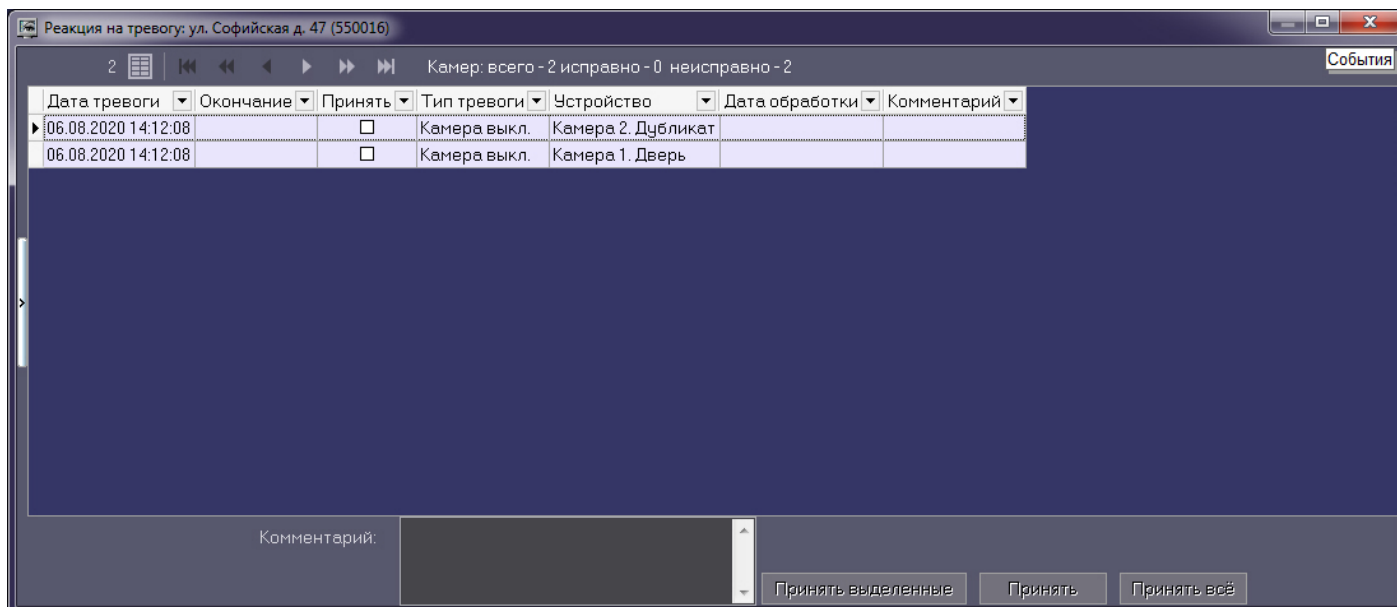 Реакция на тревогу: ул. Софийская д. 47 (550016)
2 Камер: всего - 2 исправно - 0 неисправно - 2
События
Дата тревоги Окончание Принять Тип тревоги Устройство Дата обработки Комментарий
06.08.2020 14:12:08 Камера выкл. Камера 2. Дубликат
06.08.2020 14:12:08 Камера выкл. Камера 1. Дверь
Комментарий:
Принять выделенные Принять Принять всё